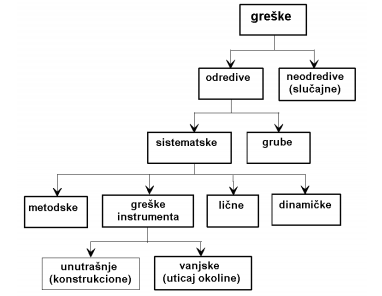 greške
odredive
neodredive
(slučajne)
sistematske
grube
metodske
greške
instrumenta
lične
dinamičke
unutrašnje
(konstrukcione)
vanjske
(uticaj okoline)